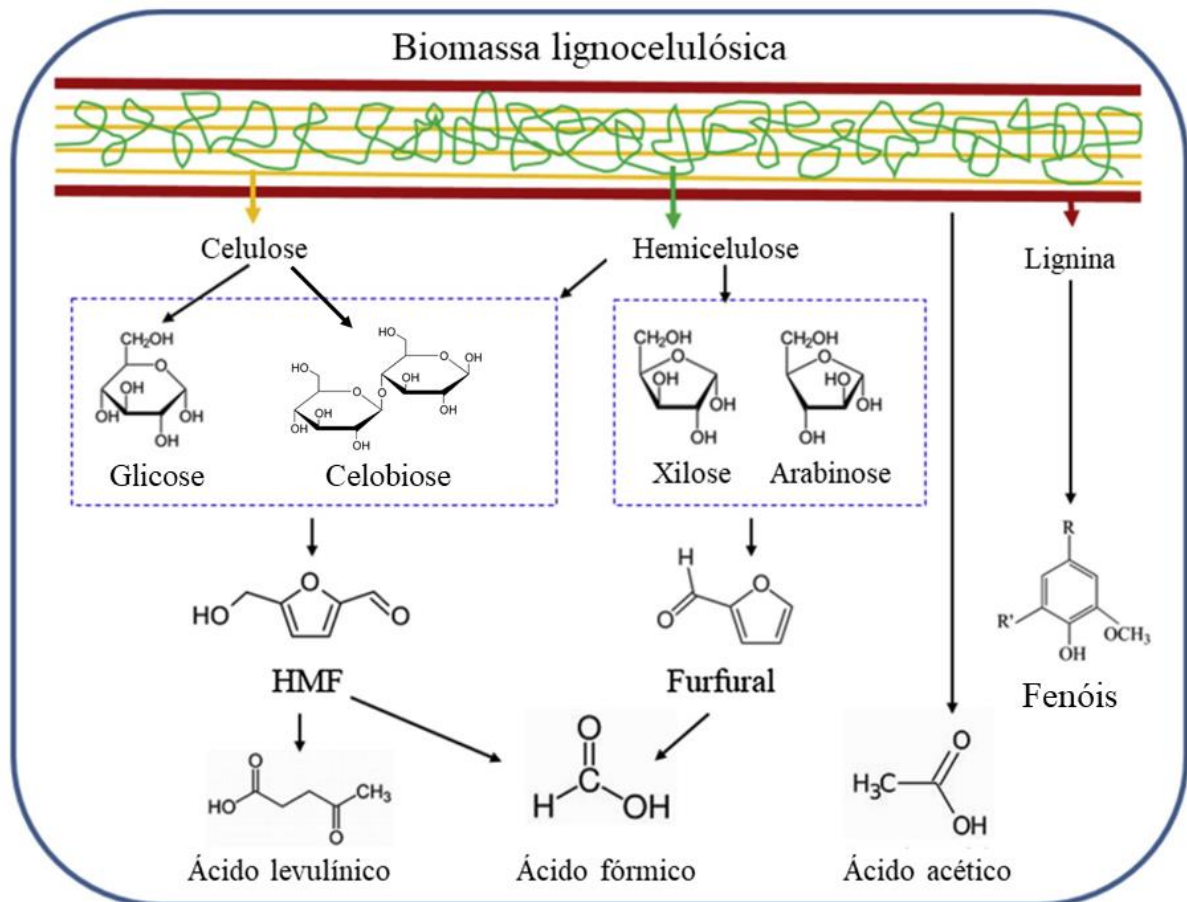 Biomassa lignocelulósica
Celulose
Hemicelulose
Lignina
CH₂OH
O
OH
OH
OH
OH
Glicose
HO
O
OH
HO
OH
OH
O
O
HO
OH
HO
OH
Celobiose
CH₂OH
O
OH
OH
OH
Xilose
CH₂OH
O
HO
OH
OH
Arabinose
HO
O
O
HMF
H
O
O
Furfural
R
R'
OCH₃
OH
Fenóis
O
HO
CH₃
O
Ácido levulínico
O
C
H
OH
Ácido fórmico
O
H₃C
OH
Ácido acético